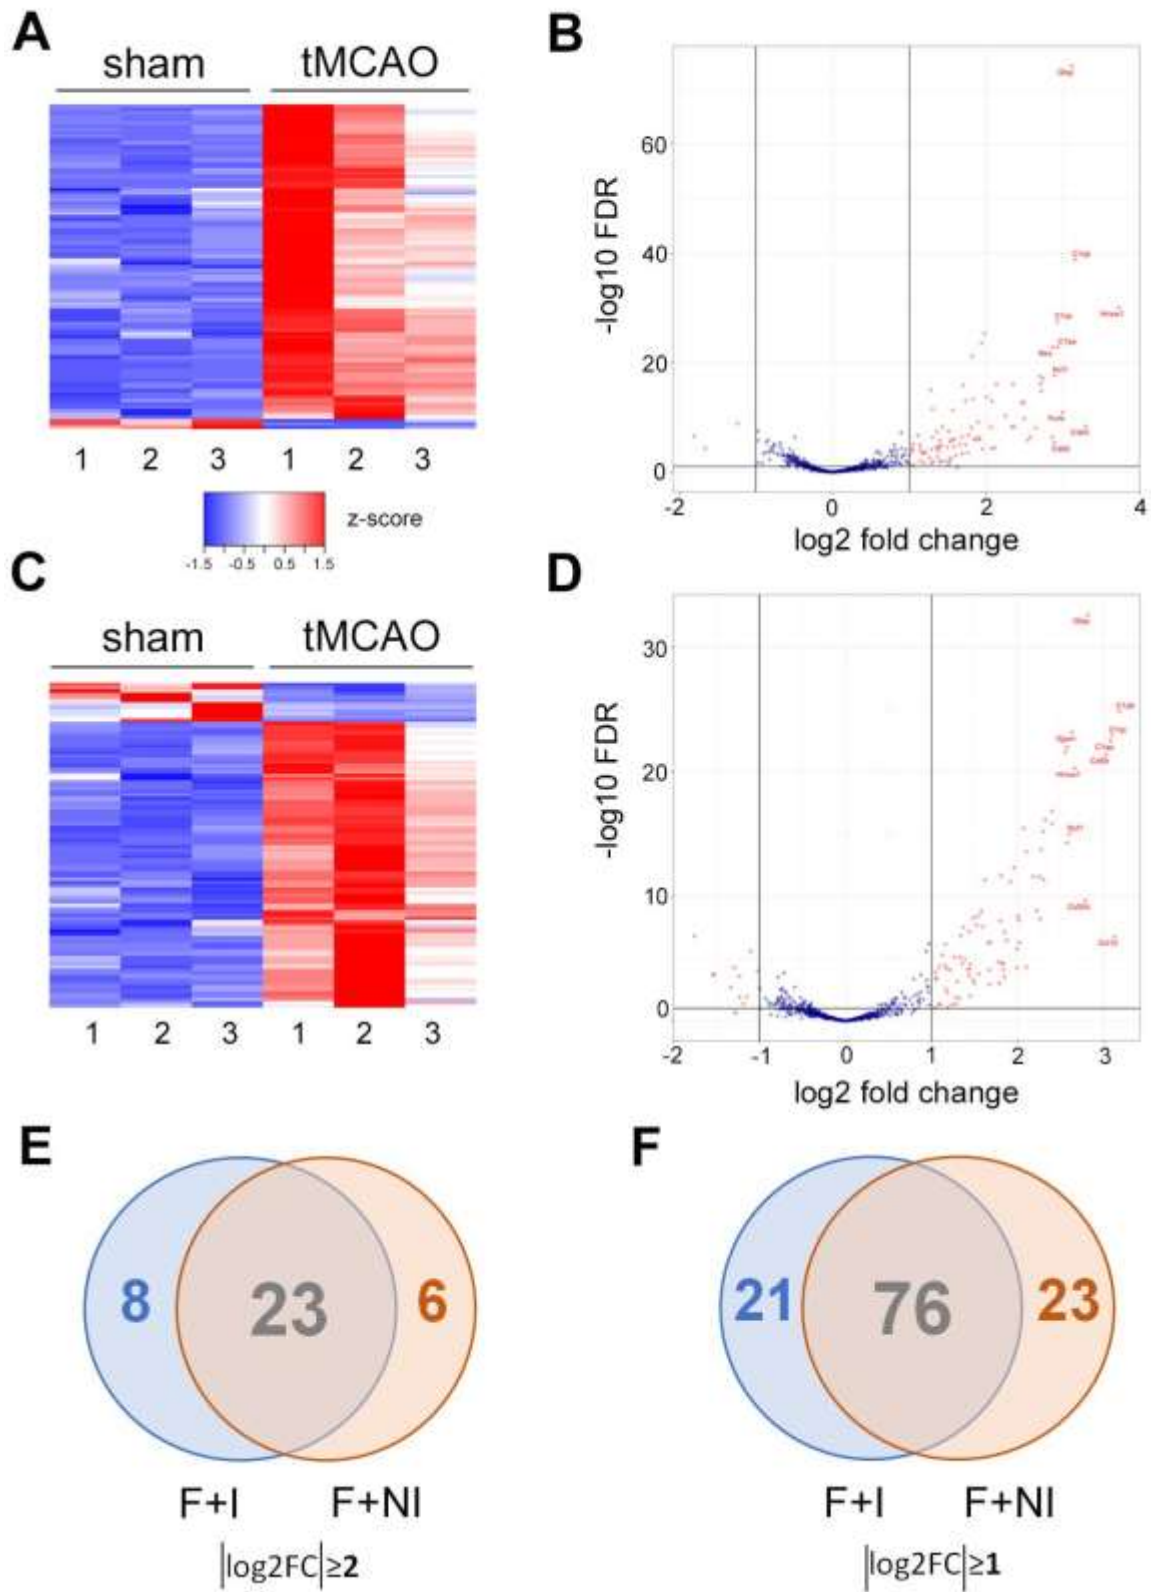 A
sham tMCAO
1 2 3 1 2 3
z-score
-1.5 -0.5 0.5 1.5
B
-log10 FDR
60
40
20
0
-2 0 2 4
log2 fold change
C
sham tMCAO
1 2 3 1 2 3
D
-log10 FDR
30
20
10
0
-2 -1 0 1 2 3
log2 fold change
E
8 23 6
F+I F+NI
|log2FC|≥2
F
21 76 23
F+I F+NI
|log2FC|≥1